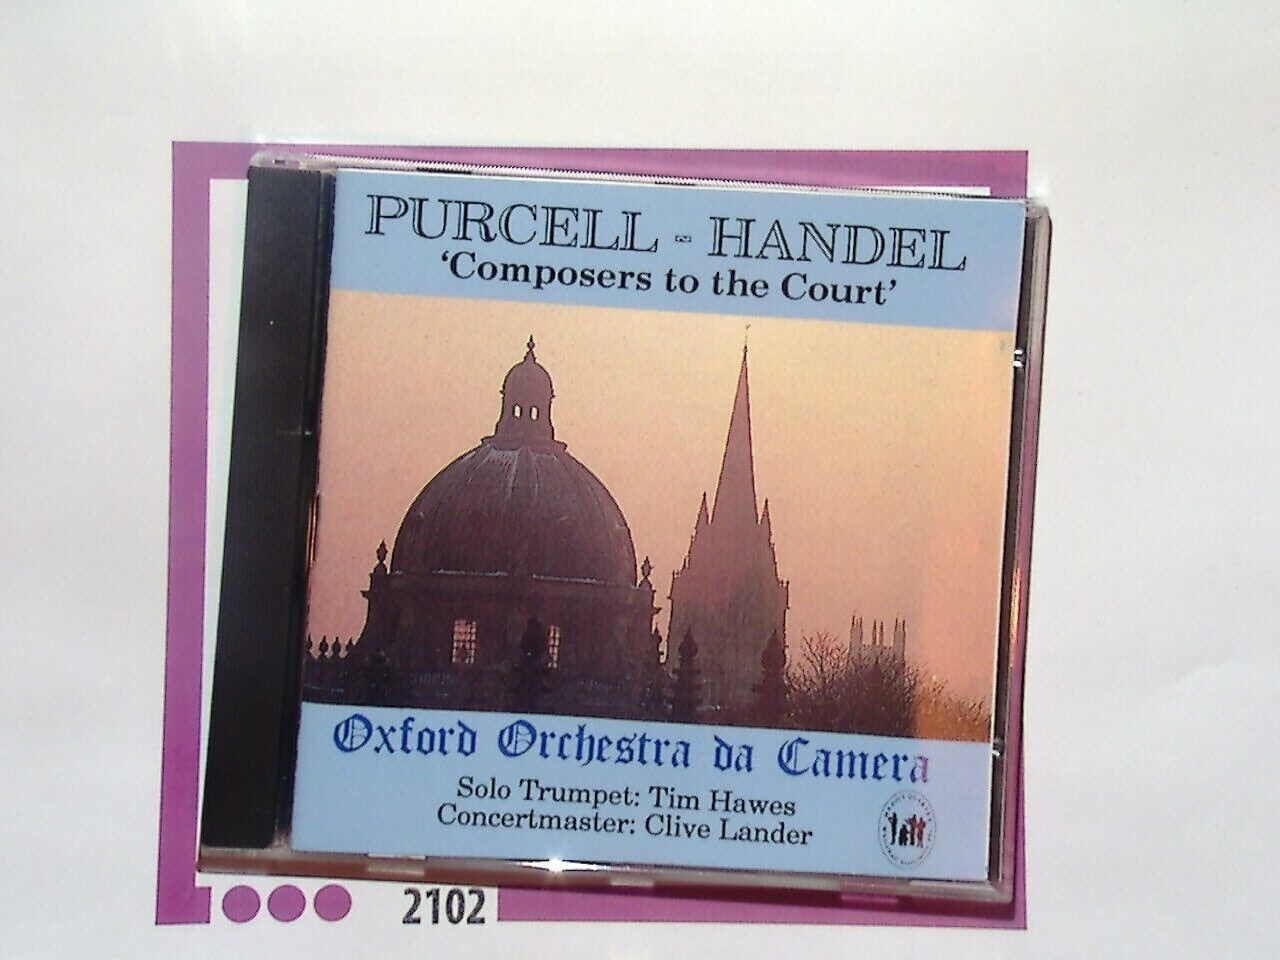 PURCELL - HANDEL
‘Composers to the Court’
Oxford Orchestra da Camera
Solo Trumpet: Tim Hawes
Concertmaster: Clive Lander
2102